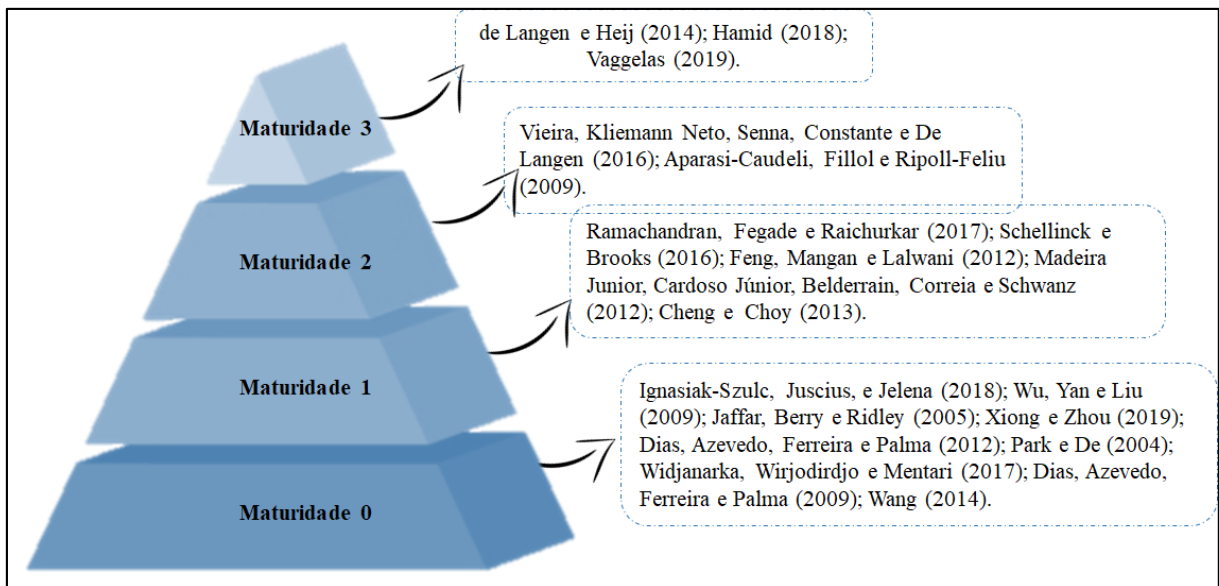 de Langen e Heij (2014); Hamid (2018);
Vaggelas (2019).
Maturidade 3
Vieira, Kliemann Neto, Senna, Constante e De
Langen (2016); Aparasi-Caudeli, Fillol e Ripoll-Feliu
(2009).
Maturidade 2
Ramachandran, Fegade e Raichurkar (2017); Schellinck e
Brooks (2016); Feng, Mangan e Lalwani (2012); Madeira
Junior, Cardoso Júnior, Belderrain, Correia e Schwanz
(2012); Cheng e Choy (2013).
Maturidade 1
Ignasiak-Szulc, Juscius, e Jelena (2018); Wu, Yan e Liu
(2009); Jaffar, Berry e Ridley (2005); Xiong e Zhou (2019);
Dias, Azevedo, Ferreira e Palma (2012); Park e De (2004);
Widjanarka, Wirjodirdjo e Mentari (2017); Dias, Azevedo,
Ferreira e Palma (2009); Wang (2014).
Maturidade 0